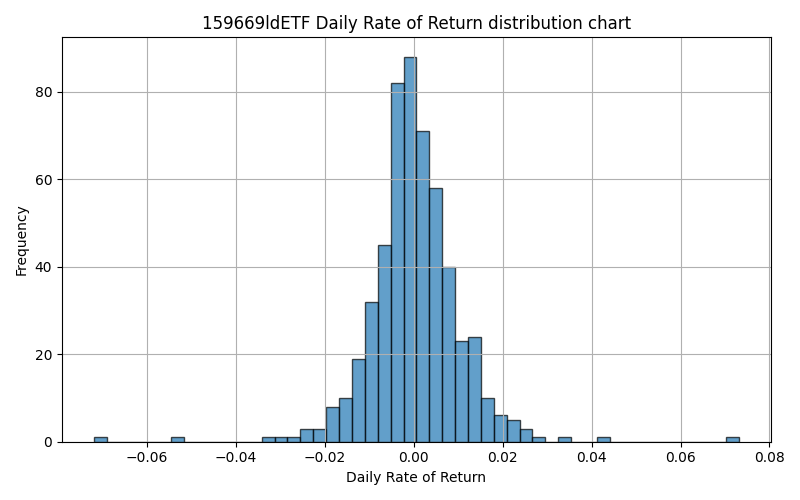 159669ldETF Daily Rate of Return distribution chart
Frequency
80
60
40
20
0
−0.06 −0.04 −0.02 0.00 0.02 0.04 0.06 0.08
Daily Rate of Return